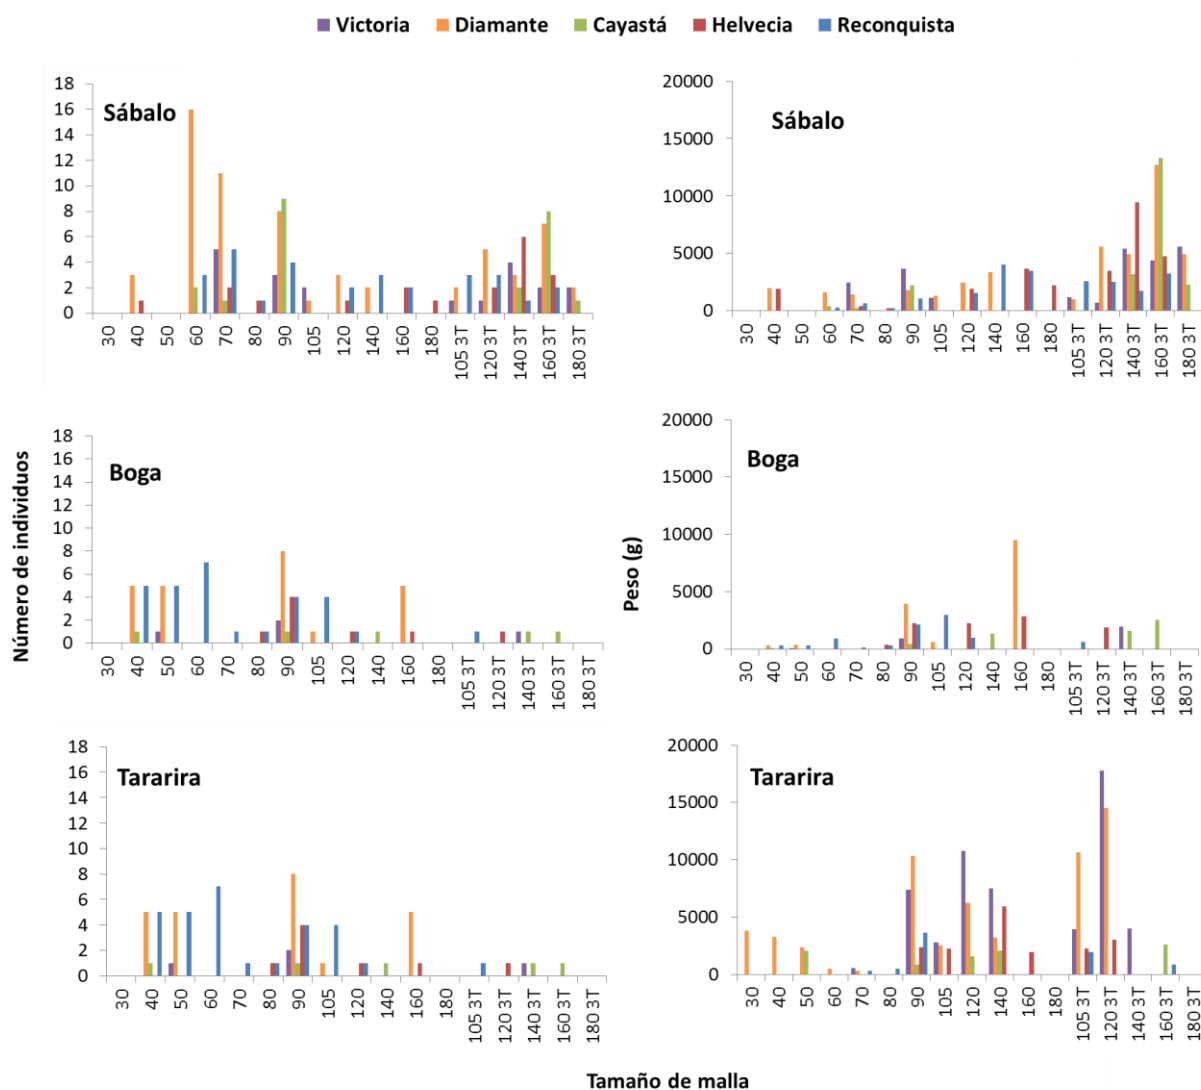 Victoria Diamante Cayastá Helvecia Reconquista
Sábalo
18
16
14
12
10
8
6
4
2
0
30 40 50 60 70 80 90 105 120 140 160 180 105 3T 120 3T 140 3T 160 3T 180 3T
Sábalo
20000
15000
10000
5000
0
30 40 50 60 70 80 90 105 120 140 160 180 105 3T 120 3T 140 3T 160 3T 180 3T
Número de individuos
Boga
18
16
14
12
10
8
6
4
2
0
30 40 50 60 70 80 90 105 120 140 160 180 105 3T 120 3T 140 3T 160 3T 180 3T
Peso (g)
Boga
20000
15000
10000
5000
0
30 40 50 60 70 80 90 105 120 140 160 180 105 3T 120 3T 140 3T 160 3T 180 3T
Tararira
18
16
14
12
10
8
6
4
2
0
30 40 50 60 70 80 90 105 120 140 160 180 105 3T 120 3T 140 3T 160 3T 180 3T
Tararira
20000
15000
10000
5000
0
30 40 50 60 70 80 90 105 120 140 160 180 105 3T 120 3T 140 3T 160 3T 180 3T
Tamaño de malla